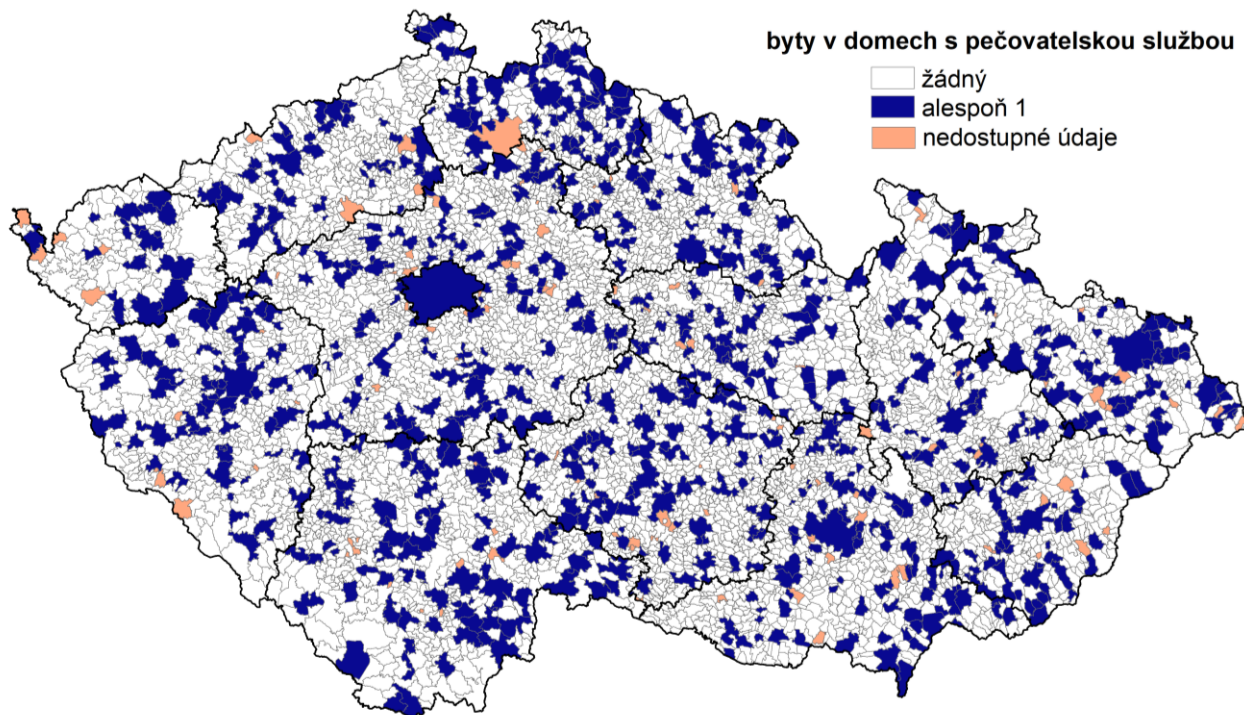 byty v domech s pečovatelskou službou
žádný
alespoň 1
nedostupné údaje